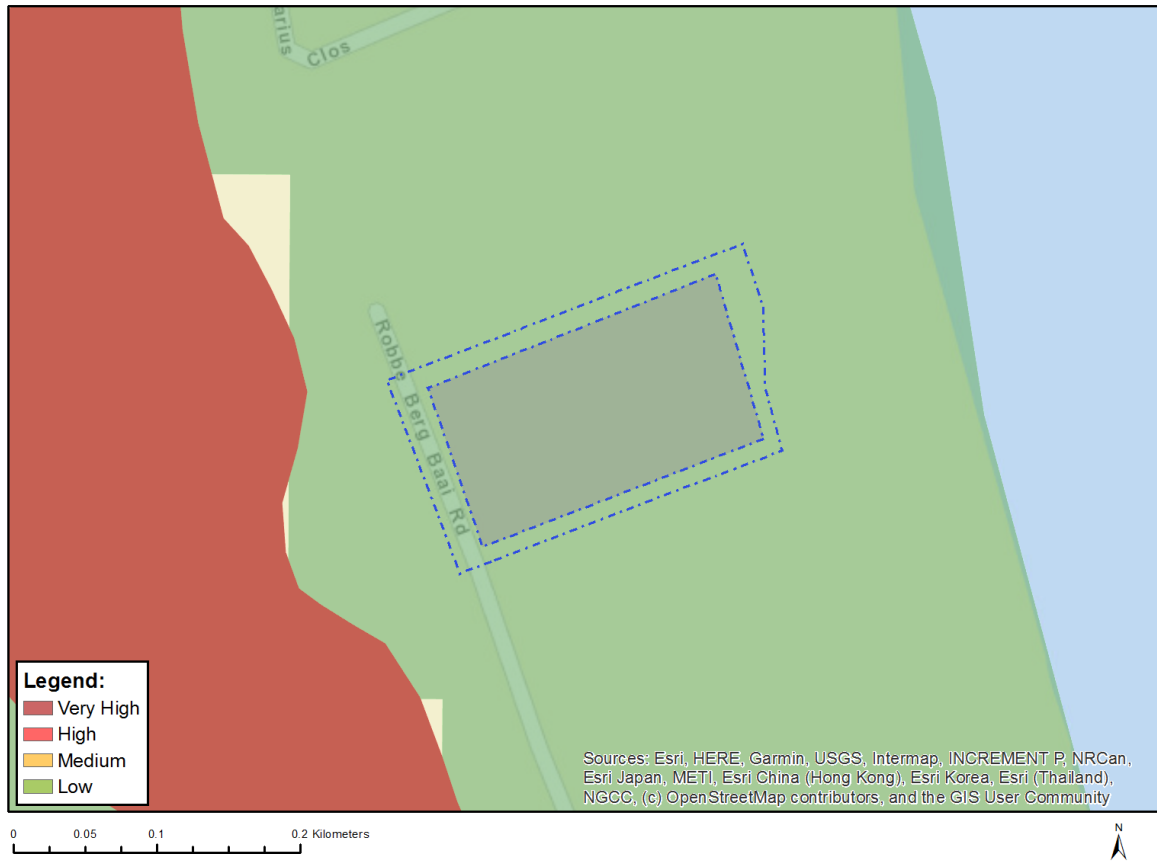 arius
Clos
Robbe Berg Baai Rd
Legend:
Very High
High
Medium
Low
Sources: Esri, HERE, Garmin, USGS, Intermap, INCREMENT P, NRCan,
Esri Japan, METI, Esri China (Hong Kong), Esri Korea, Esri (Thailand),
NGCC, (c) OpenStreetMap contributors, and the GIS User Community
0 0.05 0.1 0.2 Kilometers
N